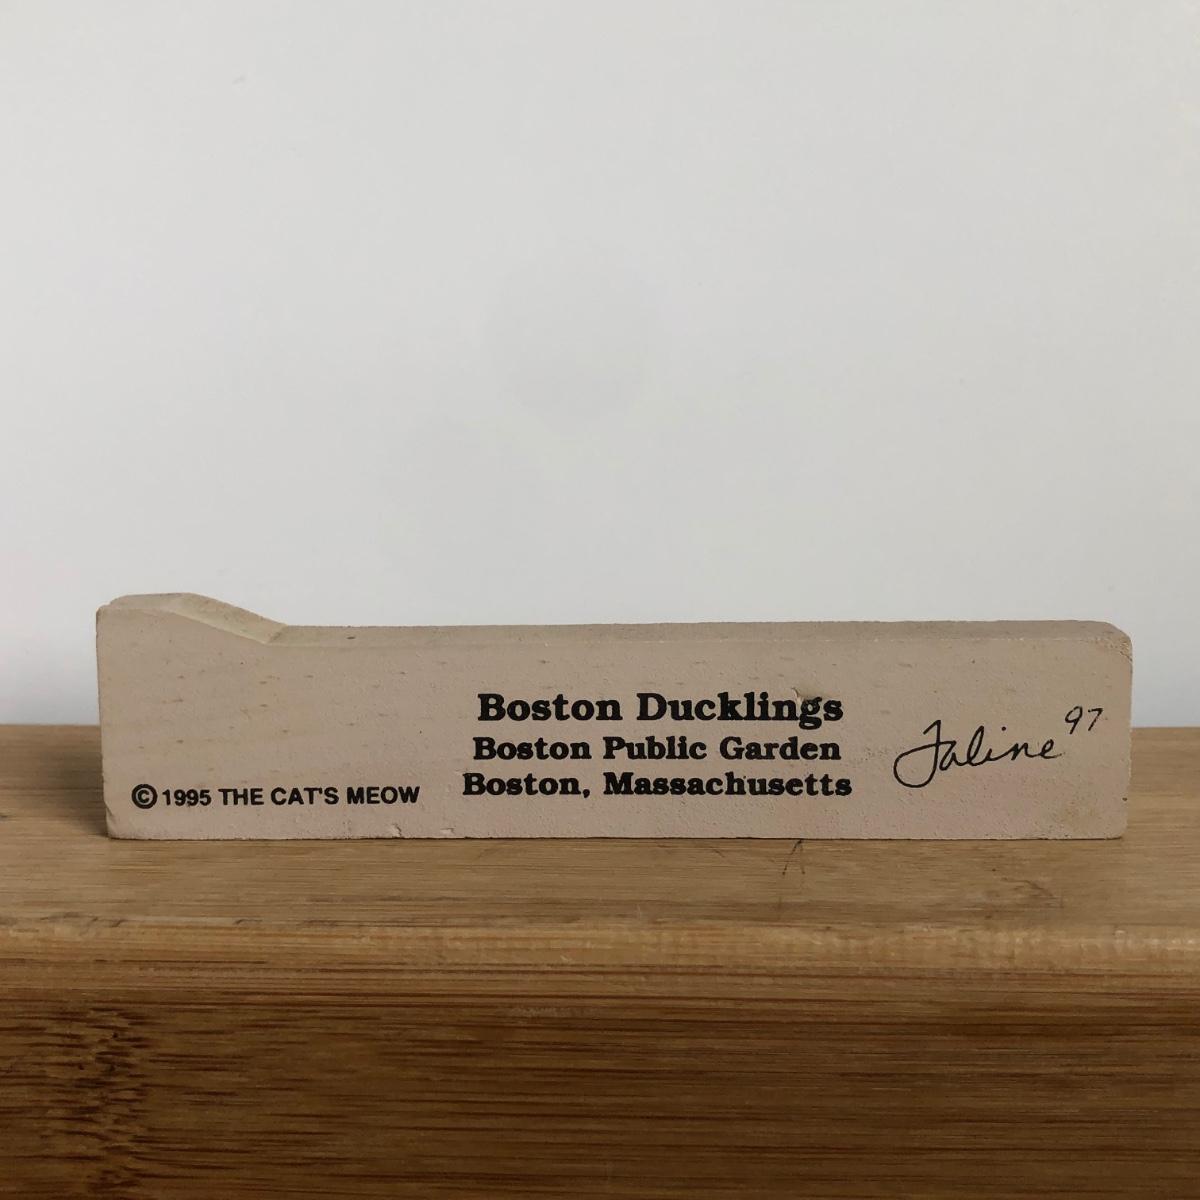 Boston Ducklings
Boston Public Garden
Boston, Massachusetts
© 1995 THE CAT'S MEOW
Faline 97